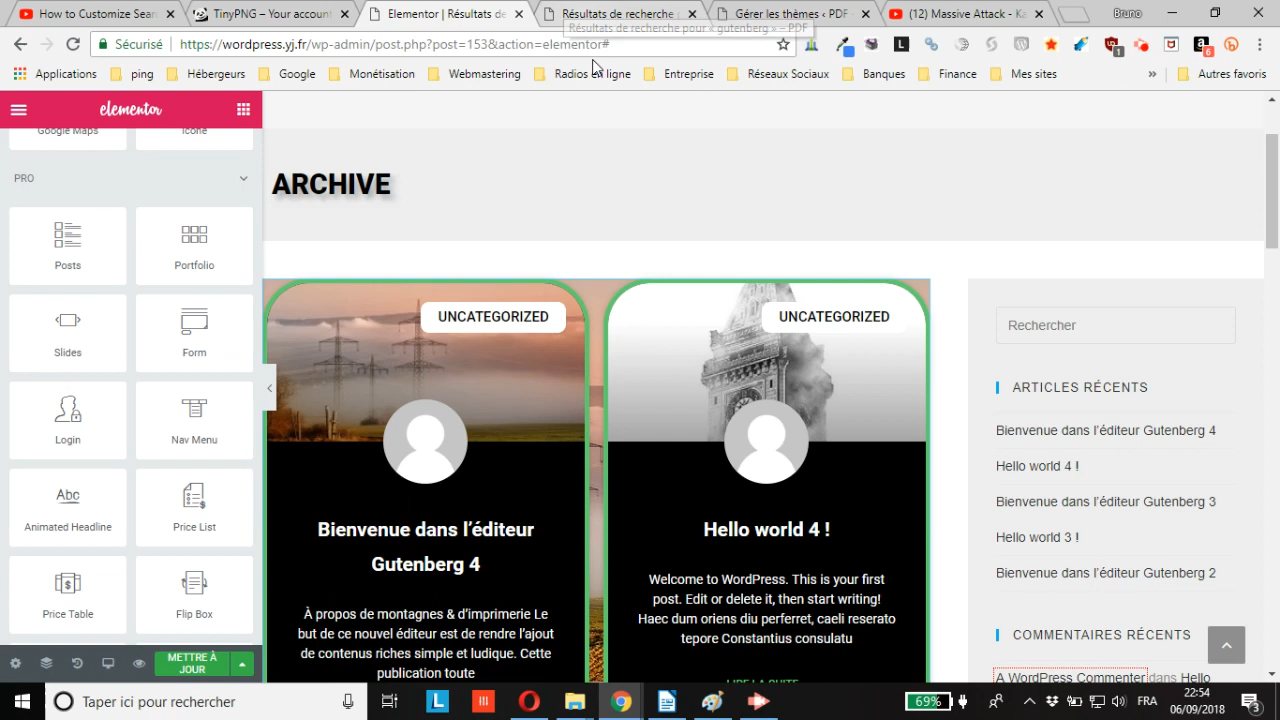 How to Customize Sear
TinyPNG – Your account
Elementor | Résultats de
Résultats de recherche
Gérer les thèmes ‹ PDF
(12) Massive Attack - Ka
Bruno
Résultats de recherche pour « gutenberg » – PDF
Sécurisé
https://wordpress.yj.fr/wp-admin/post.php?post=153&action=elementor#
1
6
Applications
ping
Hébergeurs
Google
Monétisation
Webmastering
Radios en ligne
Entreprise
Réseaux Sociaux
Banques
Finance
Mes sites
»
Autres favoris
elementor
Google Maps
Icône
PRO
Posts
Portfolio
Slides
Form
Login
Nav Menu
Abc
Animated Headline
Price List
Price Table
Flip Box
METTRE À
JOUR
ARCHIVE
UNCATEGORIZED
UNCATEGORIZED
Bienvenue dans l’éditeur
Gutenberg 4
À propos de montagnes & d’imprimerie Le
but de ce nouvel éditeur est de rendre l’ajout
de contenus riches simple et ludique. Cette
publication toute
Hello world 4 !
Welcome to WordPress. This is your first
post. Edit or delete it, then start writing!
Haec dum oriens diu perferret, caeli reserato
tepore Constantius consulatu
LIRE LA SUITE
Rechercher
ARTICLES RÉCENTS
Bienvenue dans l’éditeur Gutenberg 4
Hello world 4 !
Bienvenue dans l’éditeur Gutenberg 3
Hello world 3 !
Bienvenue dans l’éditeur Gutenberg 2
COMMENTAIRES RÉCENTS
A WordPress Commenter dans Hello
Taper ici pour rechercher
69%
FRA
22:54
06/09/2018
3